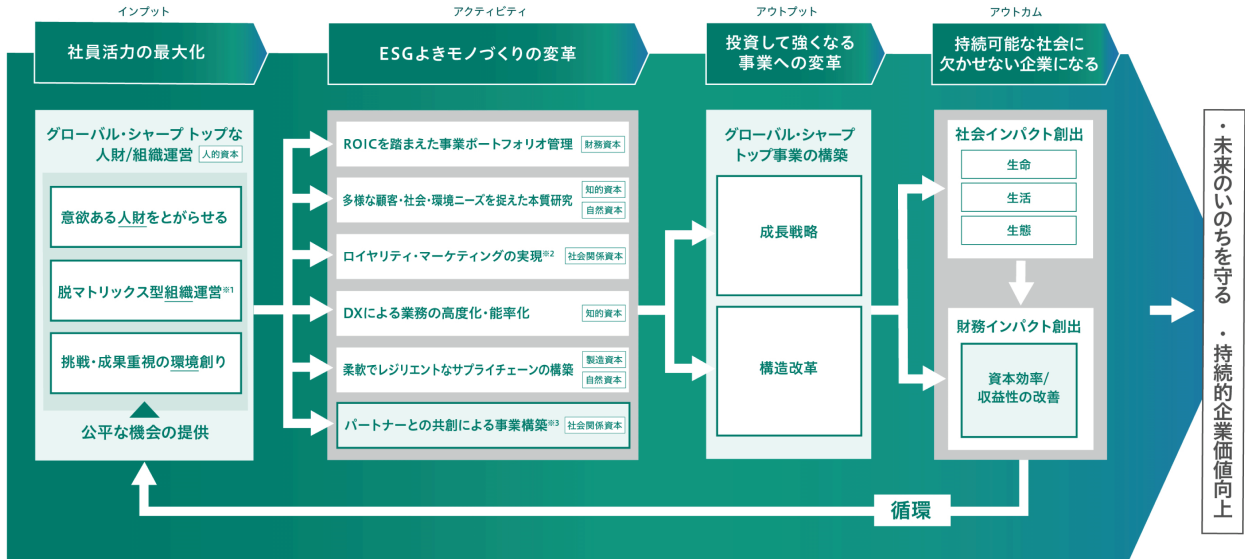 インプット
社員活力の最大化
グローバル・シャープ トップな
人財/組織運営 人的資本
意欲ある人財をとがらせる
脱マトリックス型組織運営※1
挑戦・成果重視の環境創り
公平な機会の提供
アクティビティ
ESGよきモノづくりの変革
ROICを踏まえた事業ポートフォリオ管理 財務資本
多様な顧客・社会・環境ニーズを捉えた本質研究 知的資本
自然資本
ロイヤリティ・マーケティングの実現※2 社会関係資本
DXによる業務の高度化・能率化 知的資本
柔軟でレジリエントなサプライチェーンの構築 製造資本
自然資本
パートナーとの共創による事業構築※3 社会関係資本
アウトプット
投資して強くなる
事業への変革
グローバル・シャープ
トップ事業の構築
成長戦略
構造改革
アウトカム
持続可能な社会に
欠かせない企業になる
社会インパクト創出
生命
生活
生態
財務インパクト創出
資本効率/
収益性の改善
循環
・未来のいのちを守る ・持続的企業価値向上